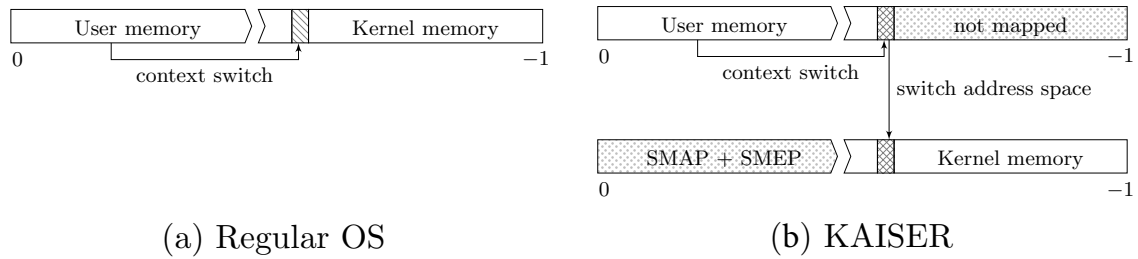 User memory
Kernel memory
0
−1
context switch
(a) Regular OS
User memory
not mapped
0
−1
context switch
switch address space
SMAP + SMEP
Kernel memory
0
−1
(b) KAISER